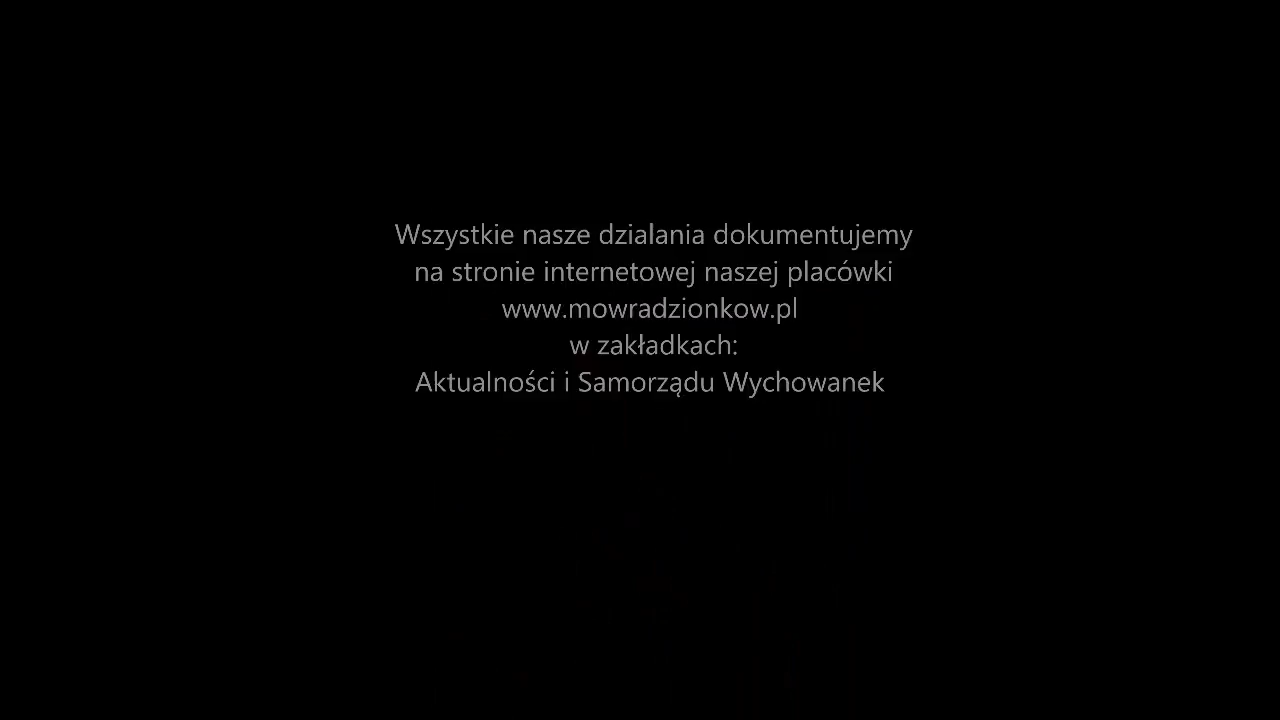 Wszystkie nasze dzialania dokumentujemy
na stronie internetowej naszej placówki
www.mowradzionkow.pl
w zakładkach:
Aktualności i Samorządu Wychowanek